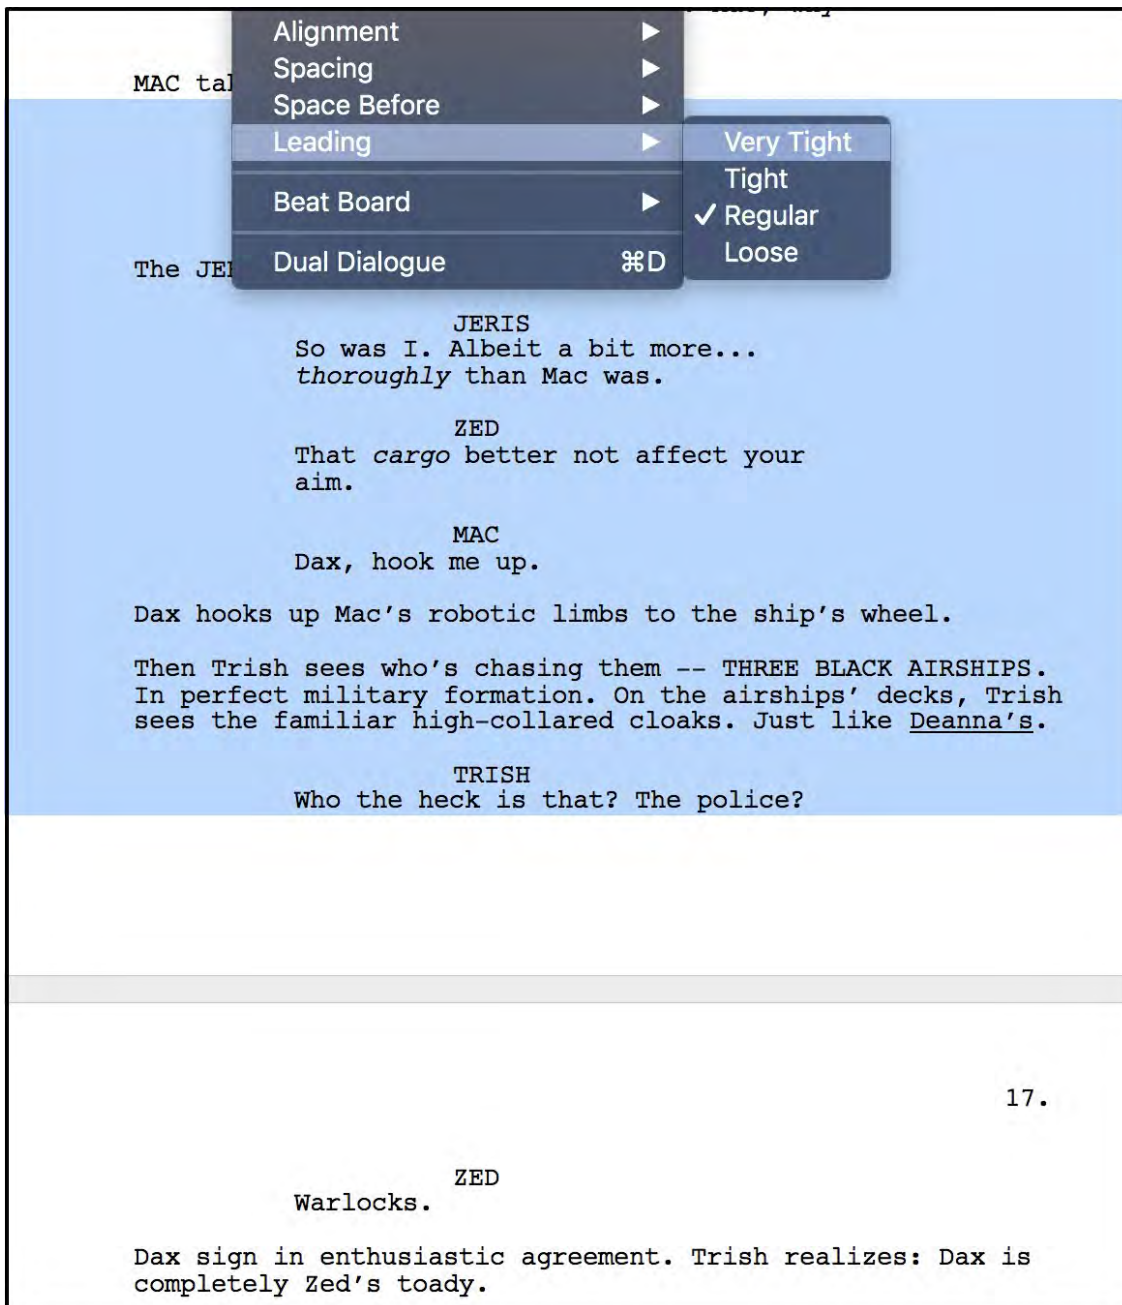 Alignment ▶
Spacing ▶
MAC tal
Space Before ▶
Leading ▶
Very Tight
Tight
Beat Board ▶
✓ Regular
Loose
The JE
Dual Dialogue ⌘D
JERIS
So was I. Albeit a bit more...
thoroughly than Mac was.
ZED
That cargo better not affect your
aim.
MAC
Dax, hook me up.
Dax hooks up Mac's robotic limbs to the ship's wheel.
Then Trish sees who's chasing them -- THREE BLACK AIRSHIPS.
In perfect military formation. On the airships' decks, Trish
sees the familiar high-collared cloaks. Just like Deanna's.
TRISH
Who the heck is that? The police?
17.
ZED
Warlocks.
Dax sign in enthusiastic agreement. Trish realizes: Dax is
completely Zed's toady.